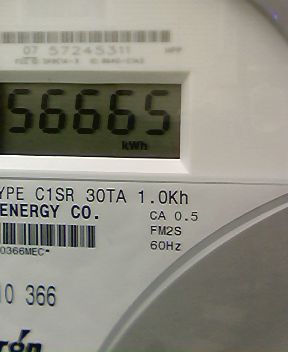 07 57245311
56665
kWh
YPE C1SR 30TA 1.0Kh
ENERGY CO. CA 0.5
FM2S
0366MEC* 60Hz
10 366
rón